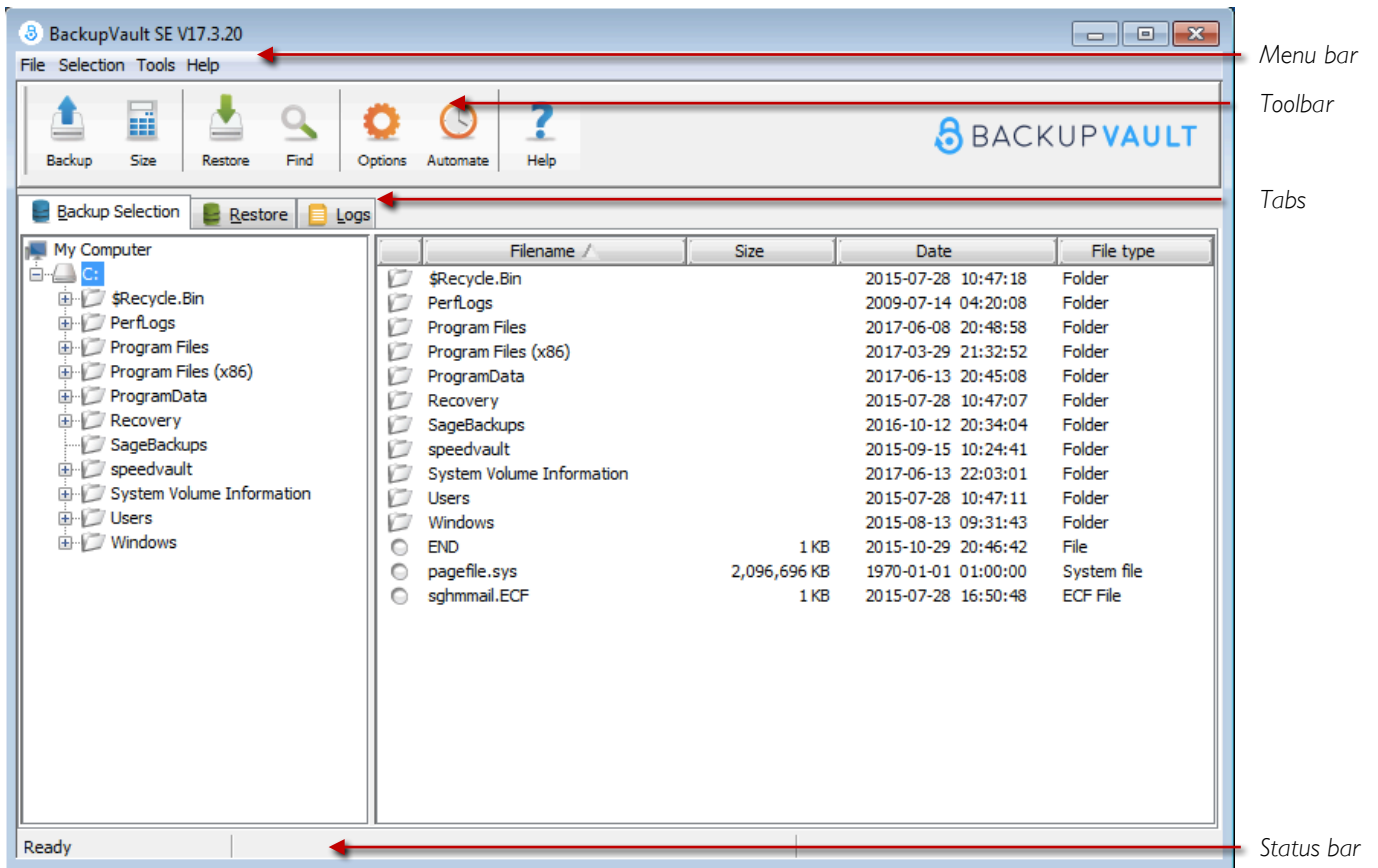 BackupVault SE V17.3.20
File Selection Tools Help
Menu bar
Toolbar
Backup Size Restore Find Options Automate Help
BACKUPVAULT
Tabs
Backup Selection Restore Logs
My Computer
C:
$Recycle.Bin
PerfLogs
Program Files
Program Files (x86)
ProgramData
Recovery
SageBackups
speedvault
System Volume Information
Users
Windows
Filename Size Date File type
$Recycle.Bin 2015-07-28 10:47:18 Folder
PerfLogs 2009-07-14 04:20:08 Folder
Program Files 2017-06-08 20:48:58 Folder
Program Files (x86) 2017-03-29 21:32:52 Folder
ProgramData 2017-06-13 20:45:08 Folder
Recovery 2015-07-28 10:47:07 Folder
SageBackups 2016-10-12 20:34:04 Folder
speedvault 2015-09-15 10:24:41 Folder
System Volume Information 2017-06-13 22:03:01 Folder
Users 2015-07-28 10:47:11 Folder
Windows 2015-08-13 09:31:43 Folder
END 1 KB 2015-10-29 20:46:42 File
pagefile.sys 2,096,696 KB 1970-01-01 01:00:00 System file
sghmmail.ECF 1 KB 2015-07-28 16:50:48 ECF File
Ready
Status bar